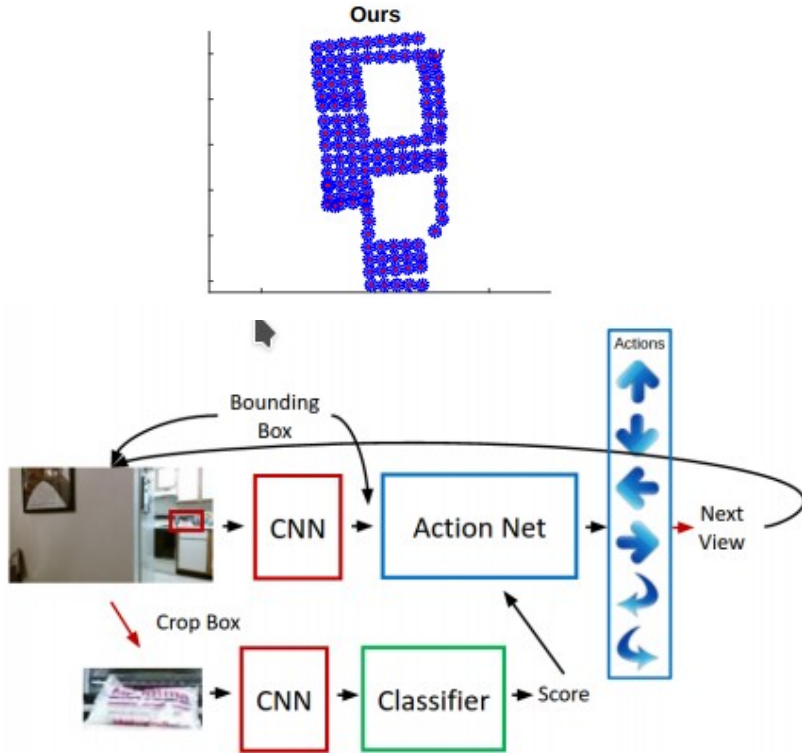 Ours
Actions
Bounding
Box
CNN
Action Net
Next
View
Crop Box
CNN
Classifier
Score